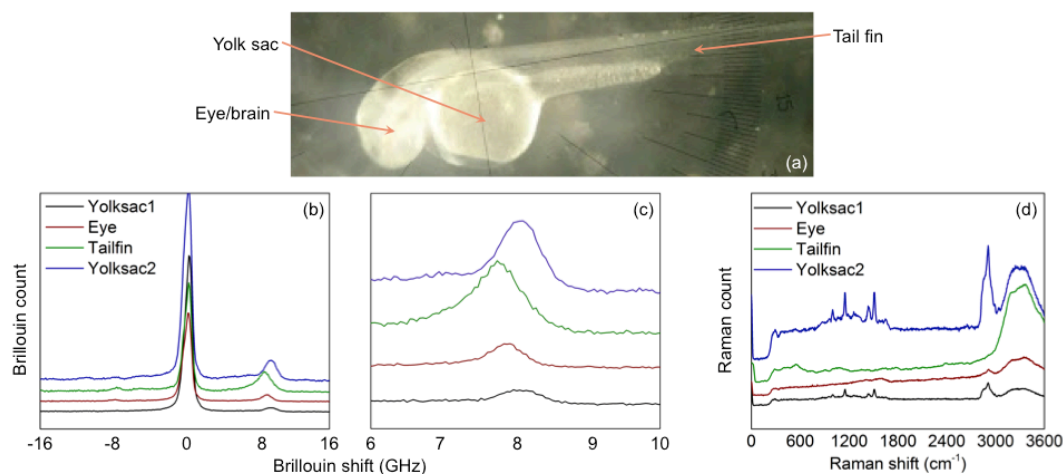 Yolk sac
Tail fin
Eye/brain
15
(a)
Yolksac1
Eye
Tailfin
Yolksac2
(b)
Brillouin count
-16 -8 0 8 16
(c)
6 7 8 9 10
Brillouin shift (GHz)
Yolksac1
Eye
Tailfin
Yolksac2
(d)
Raman count
0 600 1200 1800 2400 3000 3600
Raman shift (cm⁻¹)